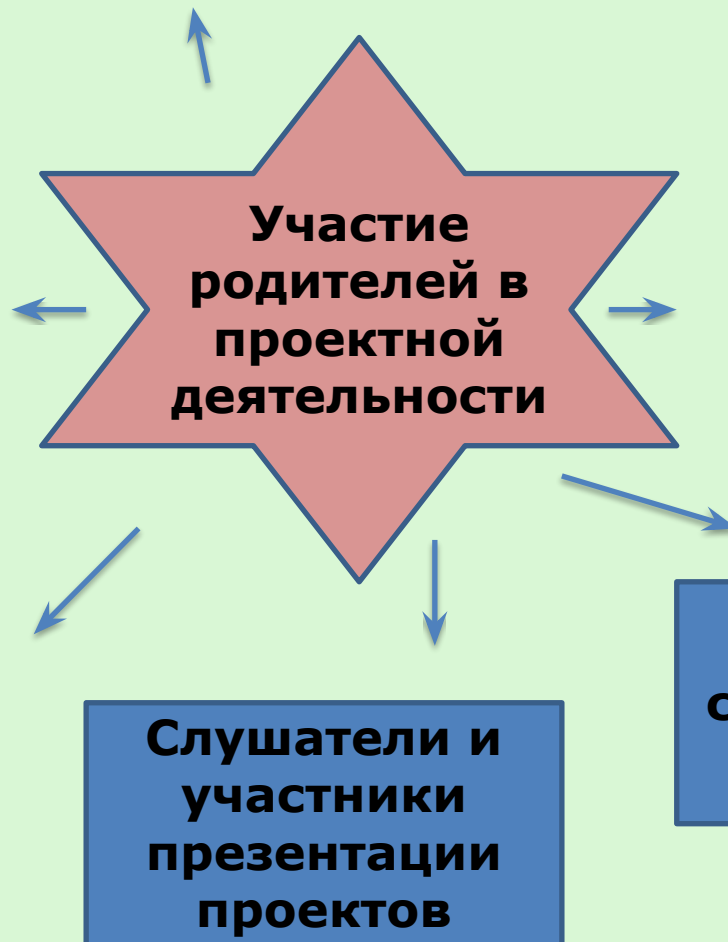 Участие
родителей в
проектной
деятельности
Слушатели и
участники
презентации
проектов